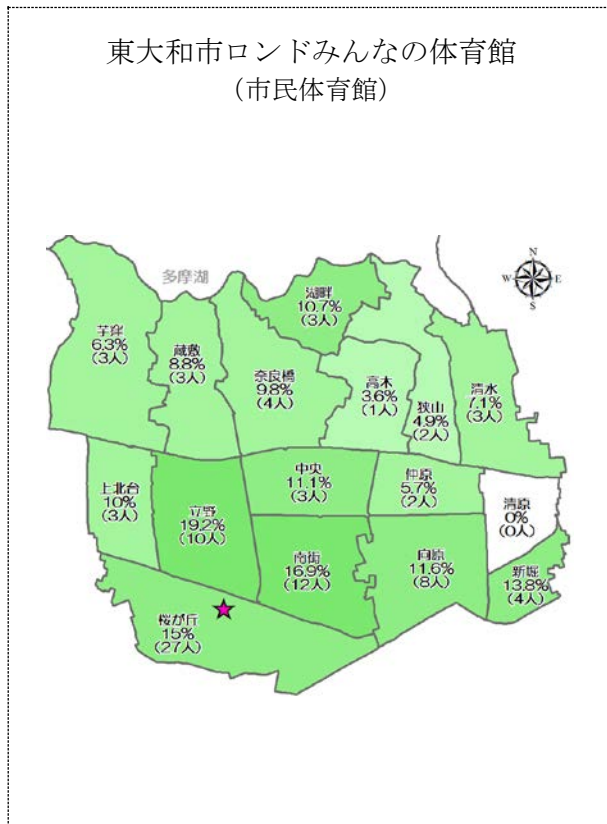 東大和市ロンドみんなの体育館
(市民体育館)
多摩湖
N
W
E
S
湖畔
10.7%
(3人)
芋窪
6.3%
(3人)
蔵敷
8.8%
(3人)
奈良橋
9.8%
(4人)
高木
3.6%
(1人)
狭山
4.9%
(2人)
清水
7.1%
(3人)
上北台
10%
(3人)
立野
19.2%
(10人)
中央
11.1%
(3人)
仲原
5.7%
(2人)
清原
0%
(0人)
南街
16.9%
(12人)
向原
11.6%
(8人)
新堀
13.8%
(4人)
桜が丘
15%
(27人)